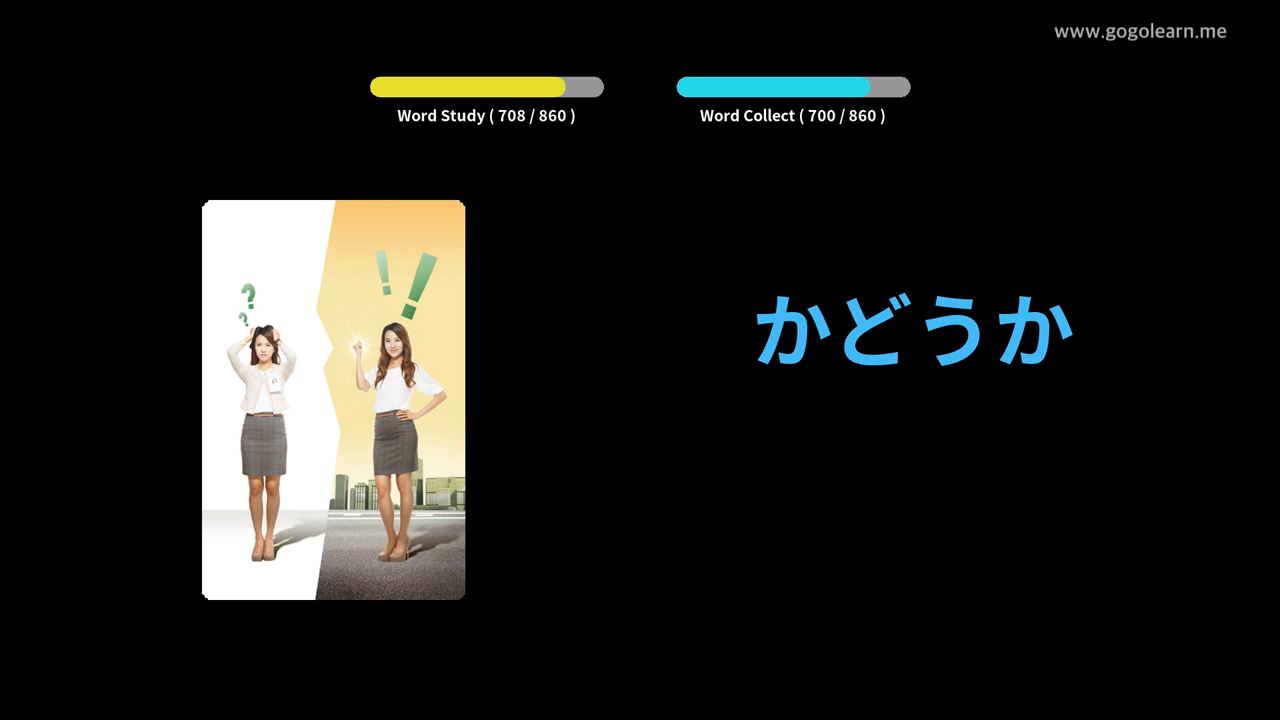 www.gogolearn.me
Word Study ( 708 / 860 )
Word Collect ( 700 / 860 )
?
?
!
!
かどうか